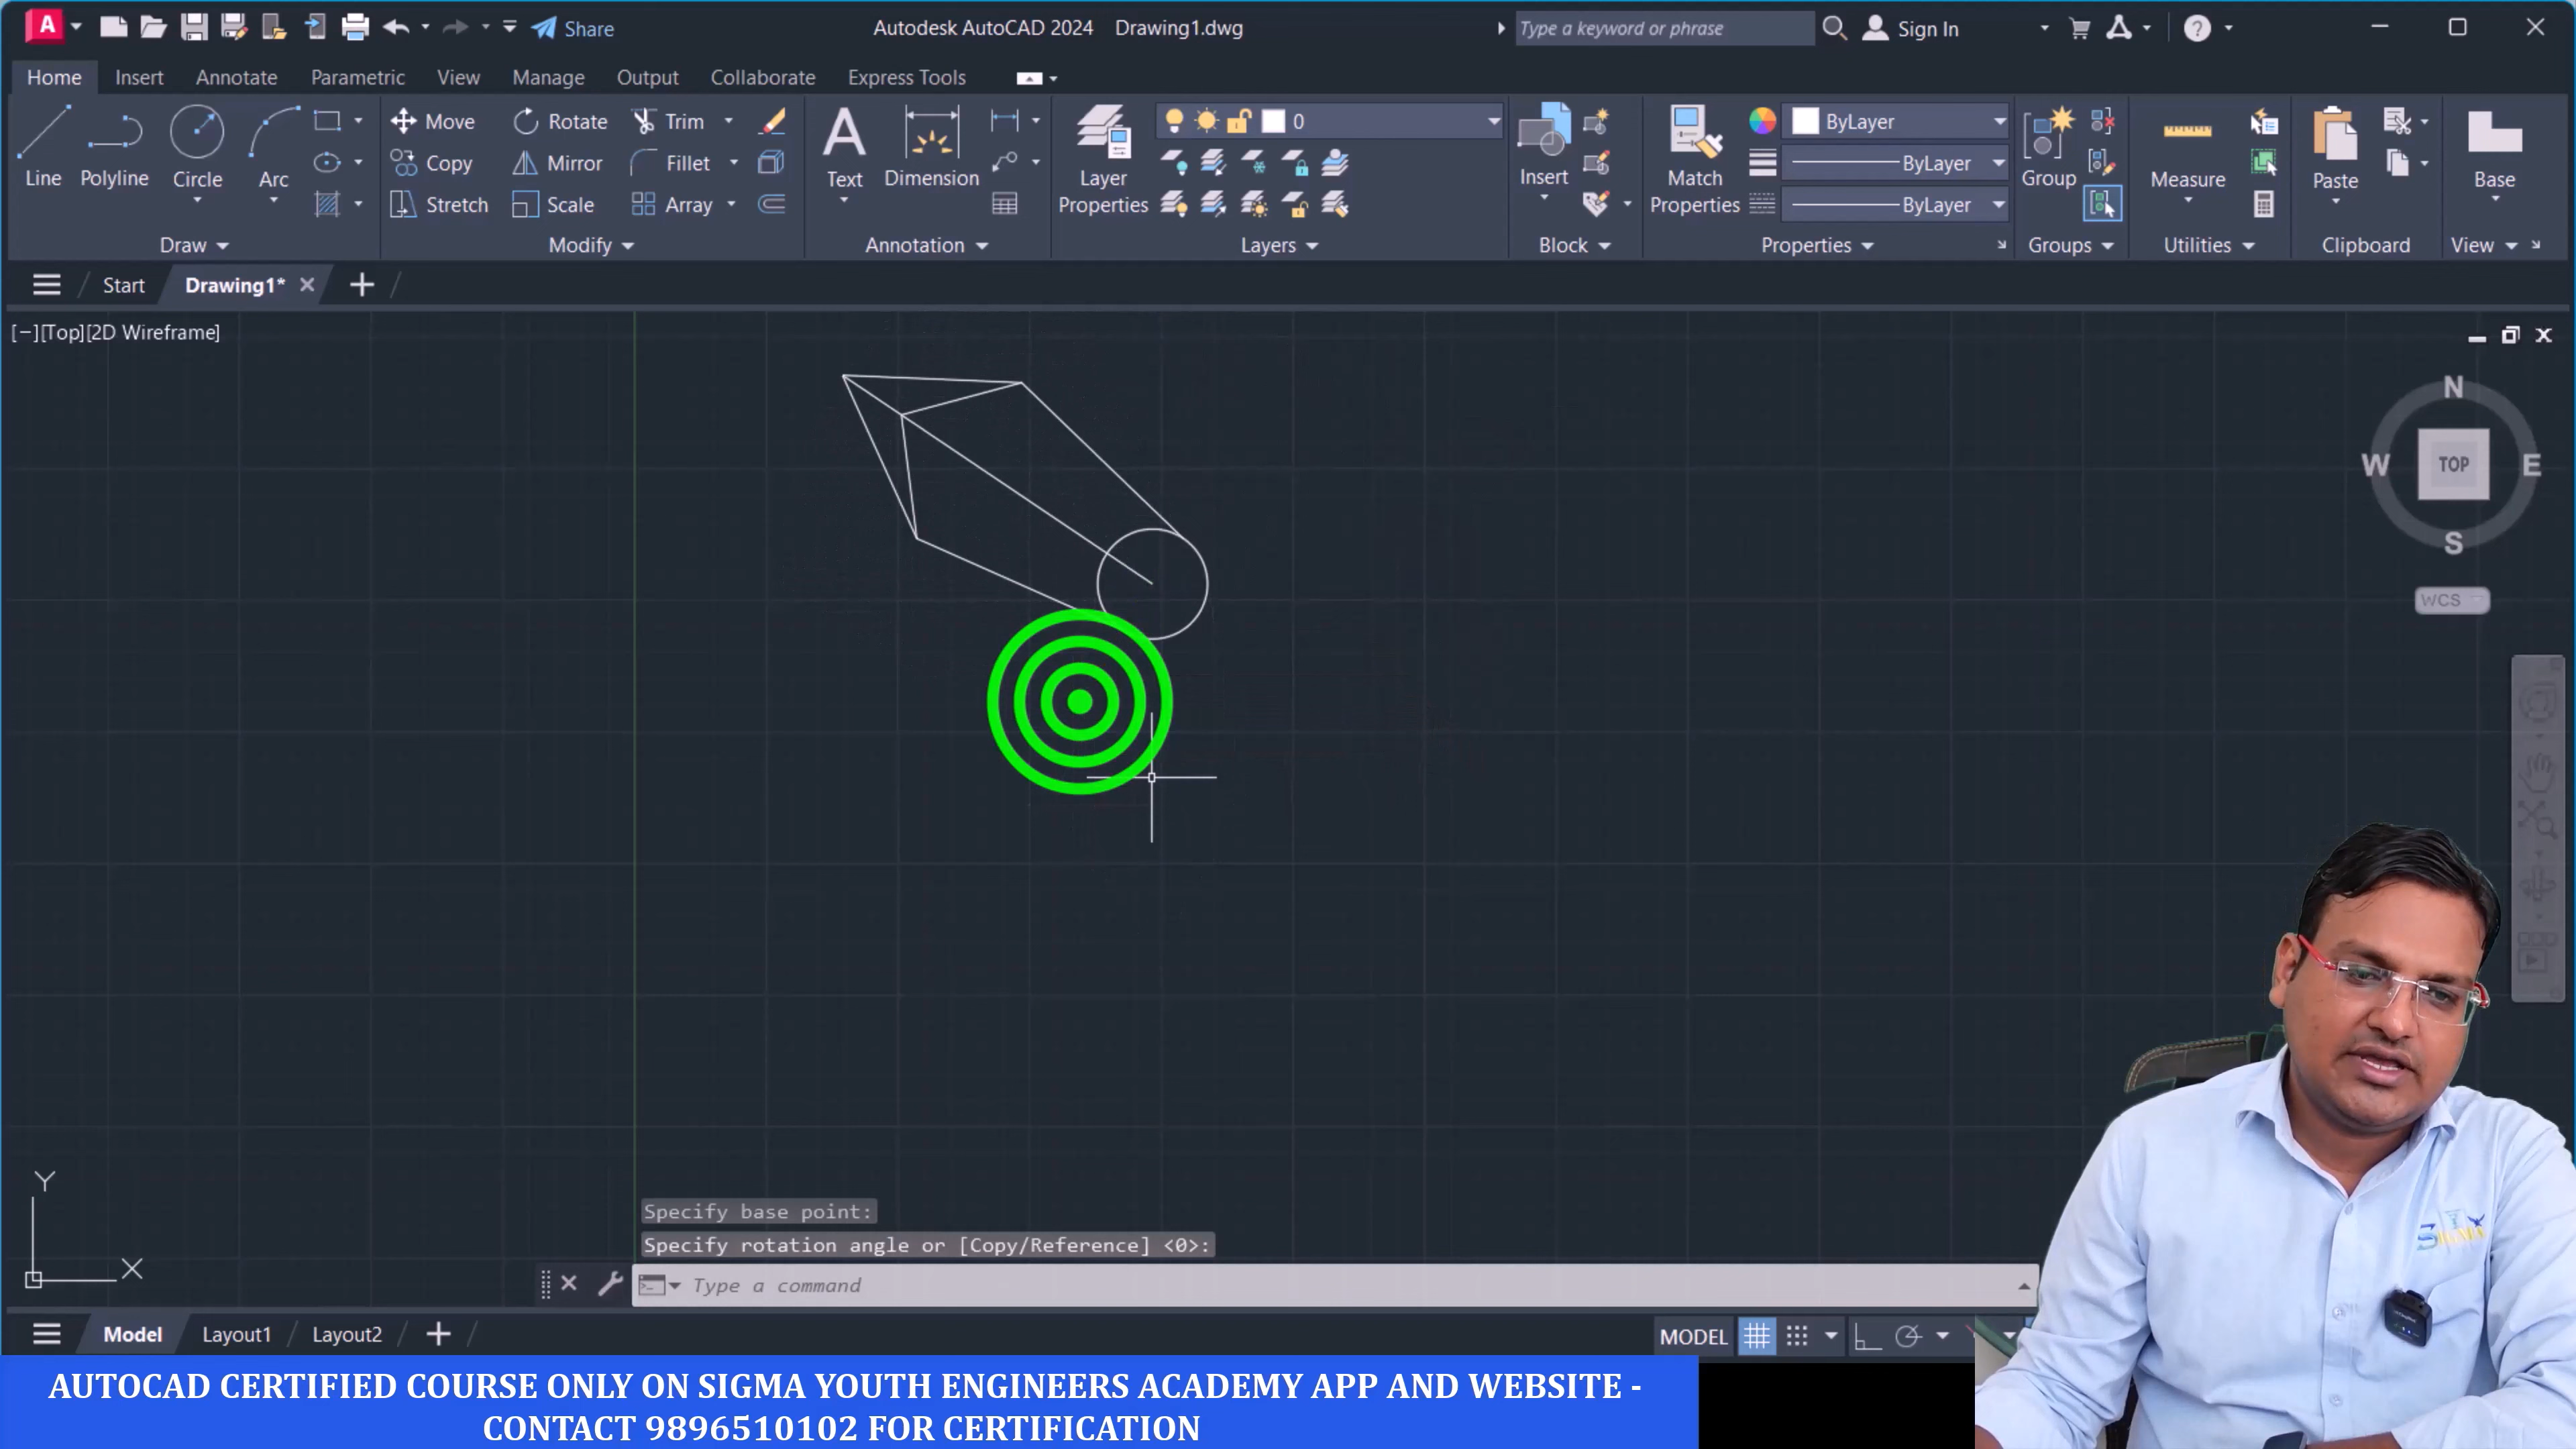 Autodesk AutoCAD 2024 Drawing1.dwg
Share
Type a keyword or phrase
Sign In
Home Insert Annotate Parametric View Manage Output Collaborate Express Tools
Line Polyline Circle Arc
Draw
Move Rotate Trim
Copy Mirror Fillet
Stretch Scale Array
Modify
Text Dimension
Annotation
Layer
Properties
0
Layers
Insert
Block
Match
Properties
ByLayer
ByLayer
ByLayer
Properties
Group
Groups
Measure
Utilities
Paste
Clipboard
Base
View
Start Drawing1*
[−][Top][2D Wireframe]
N
W TOP E
S
WCS
Y
X
Specify base point:
Specify rotation angle or [Copy/Reference] <0>:
Type a command
Model Layout1 Layout2
MODEL
AUTOCAD CERTIFIED COURSE ONLY ON SIGMA YOUTH ENGINEERS ACADEMY APP AND WEBSITE -
CONTACT 9896510102 FOR CERTIFICATION